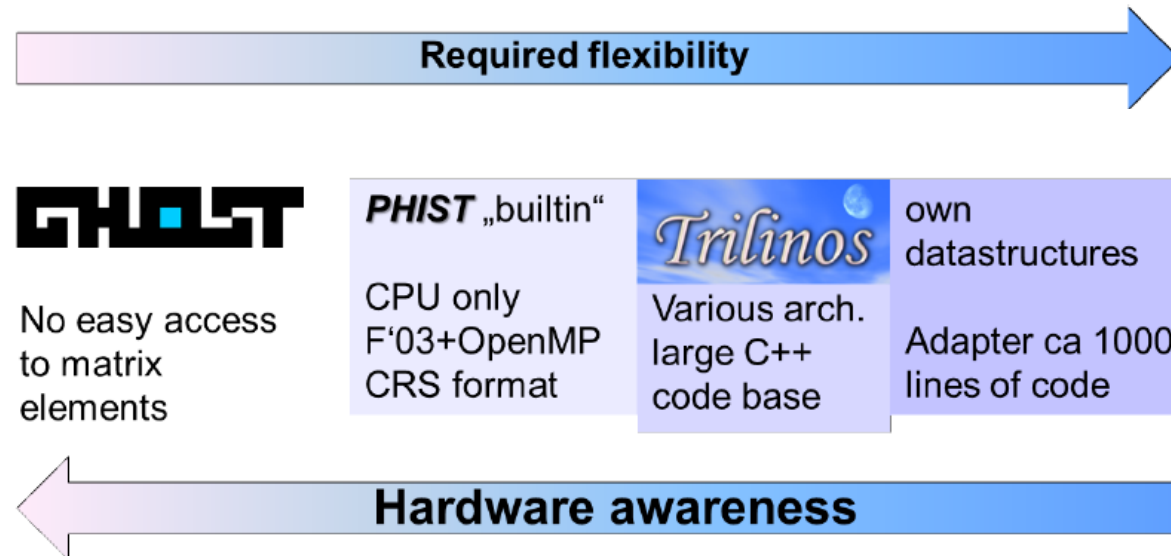 Required flexibility
GHOST
No easy access
to matrix
elements
PHIST „builtin“
CPU only
F‘03+OpenMP
CRS format
Trilinos
Various arch.
large C++
code base
own
datastructures
Adapter ca 1000
lines of code
Hardware awareness